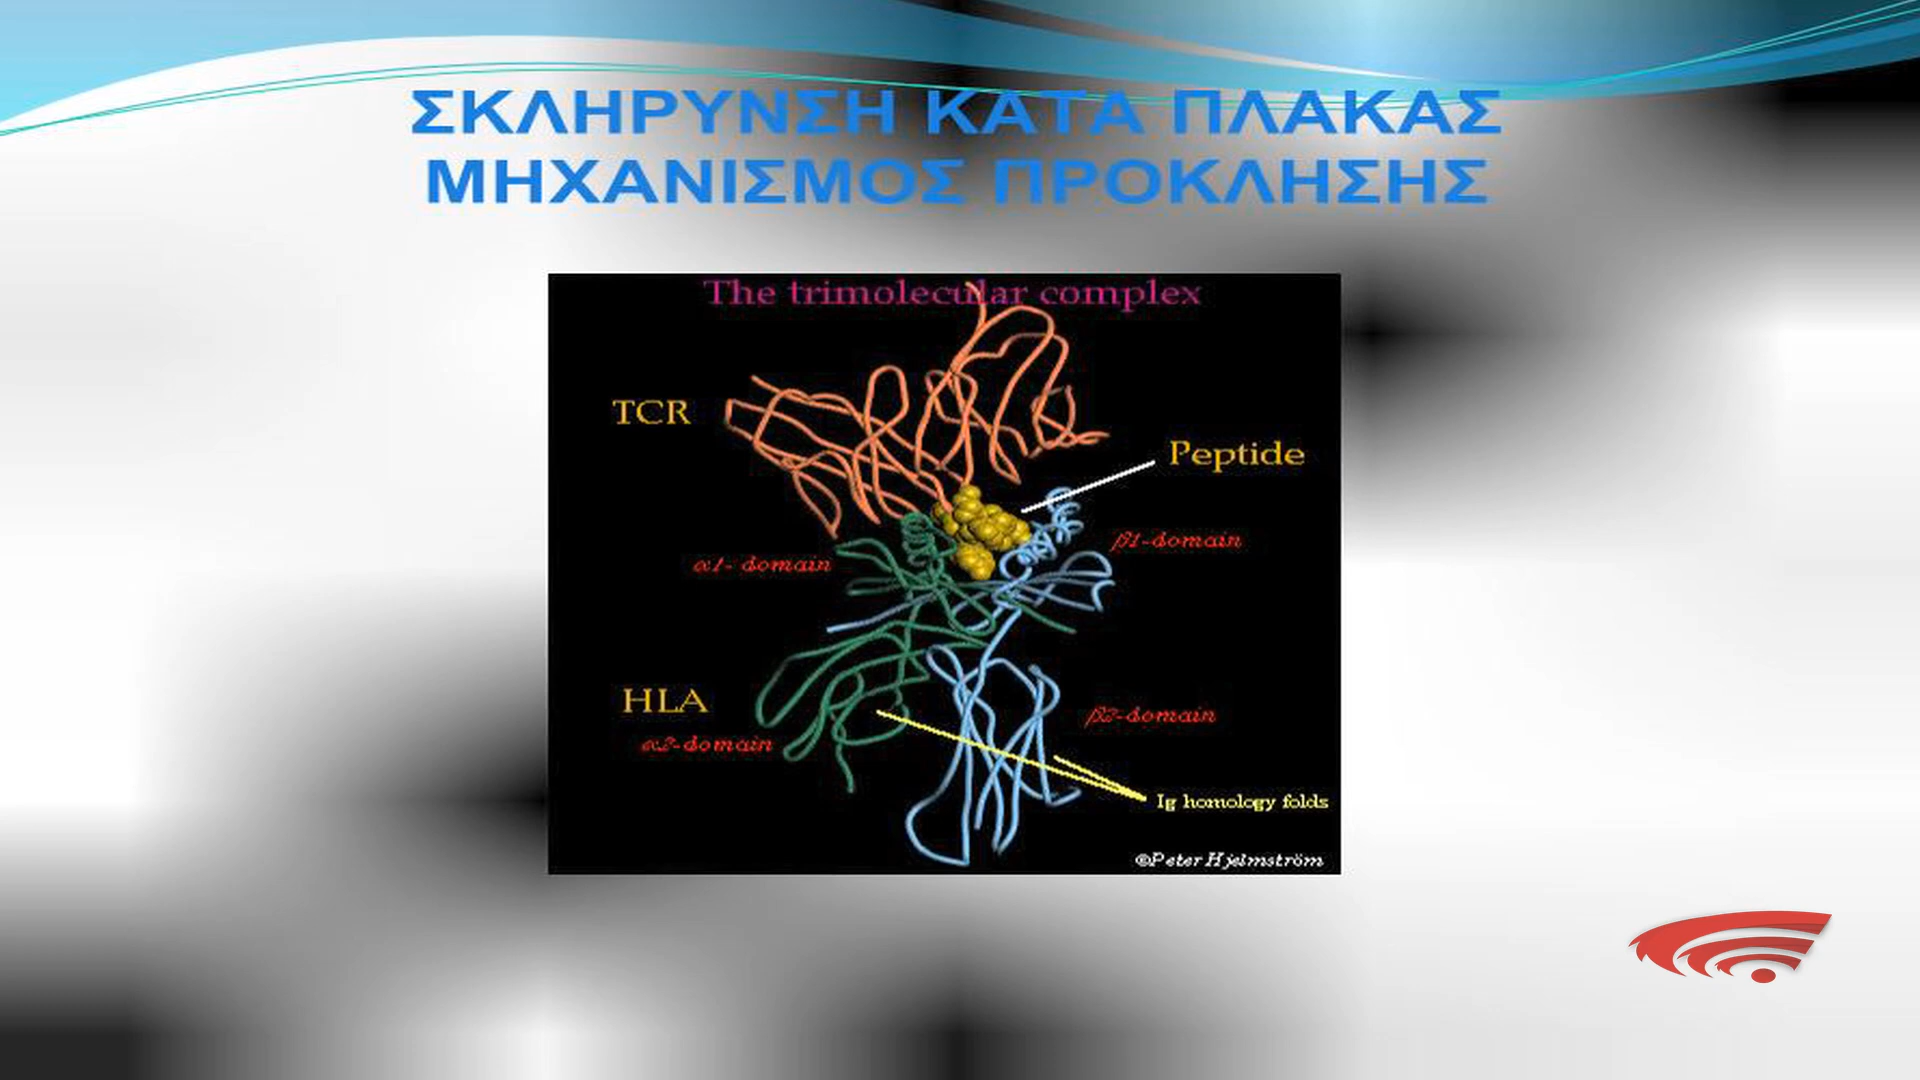 ΣΚΛΗΡΥΝΣΗ ΚΑΤΑ ΠΛΑΚΑΣ
ΜΗΧΑΝΙΣΜΟΣ ΠΡΟΚΛΗΣΗΣ
The trimolecular complex
TCR
Peptide
β1-domain
α1- domain
HLA
β2-domain
α2-domain
Ig homology folds
©Peter Hjelmström